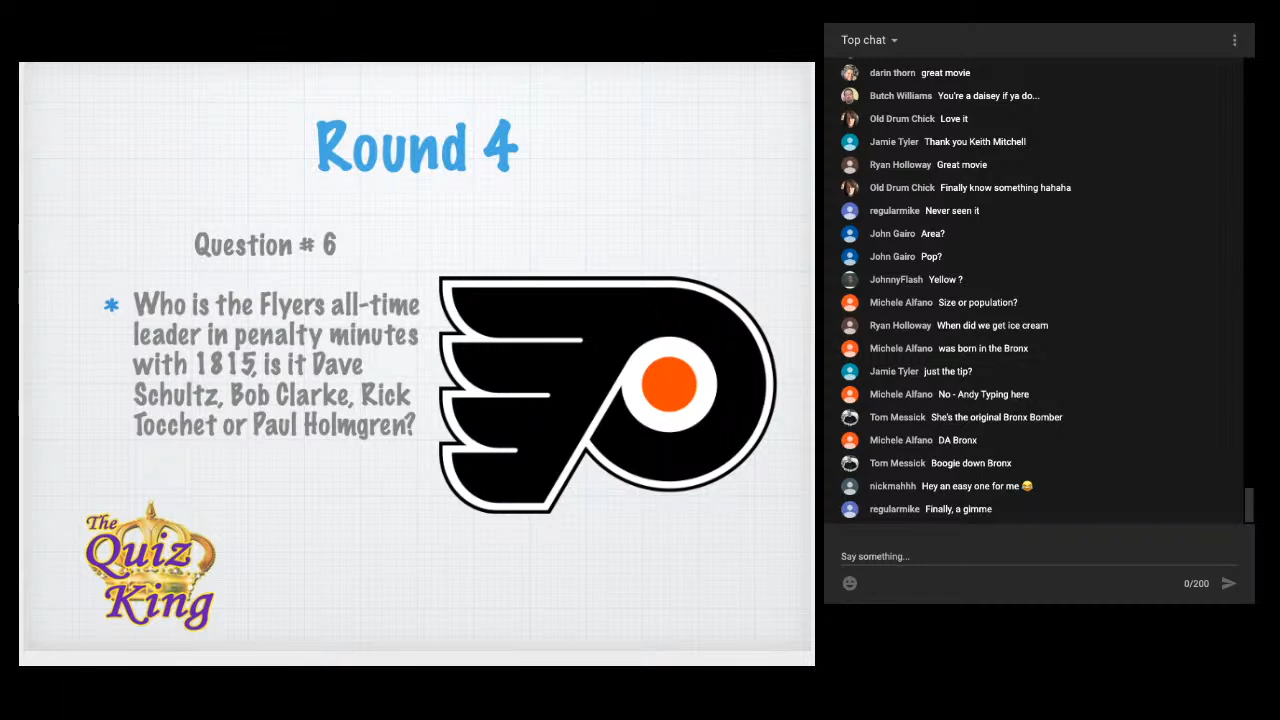 Round 4
Question # 6
* Who is the Flyers all-time
leader in penalty minutes
with 1815, is it Dave
Schultz, Bob Clarke, Rick
Tocchet or Paul Holmgren?
The
Quiz
King
Top chat
darin thorn great movie
Butch Williams You're a daisey if ya do...
Old Drum Chick Love it
Jamie Tyler Thank you Keith Mitchell
Ryan Holloway Great movie
Old Drum Chick Finally know something hahaha
regularmike Never seen it
John Gairo Area?
John Gairo Pop?
JohnnyFlash Yellow ?
Michele Alfano Size or population?
Ryan Holloway When did we get ice cream
Michele Alfano was born in the Bronx
Jamie Tyler just the tip?
Michele Alfano No - Andy Typing here
Tom Messick She's the original Bronx Bomber
Michele Alfano DA Bronx
Tom Messick Boogie down Bronx
nickmahhh Hey an easy one for me 😂
regularmike Finally, a gimme
Say something...
0/200